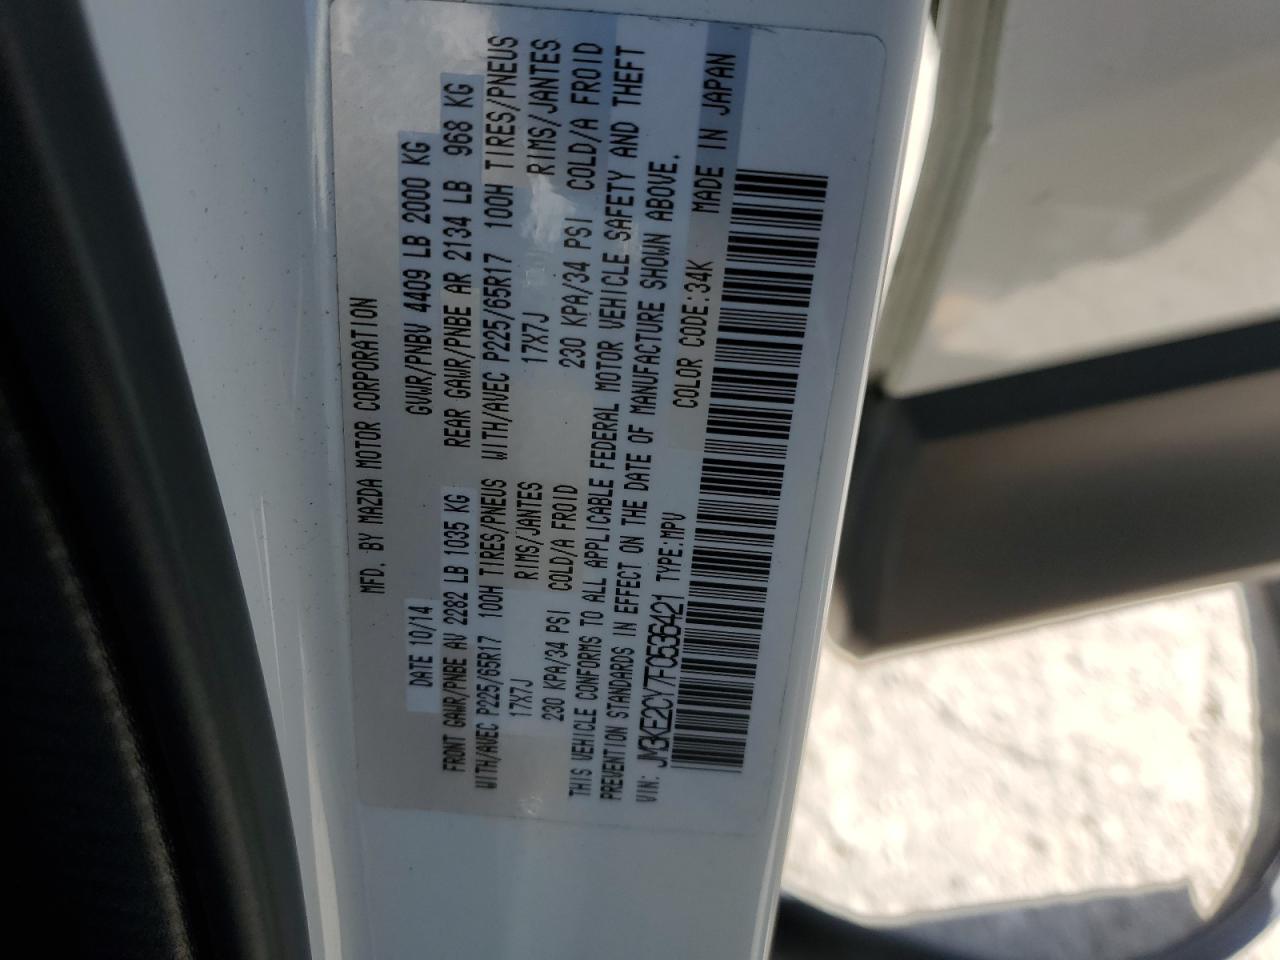 MFD. BY MAZDA MOTOR CORPORATION
DATE 10/14 GVWR/PNBV 4409 LB 2000 KG
FRONT GAWR/PNBE AV 2282 LB 1035 KG REAR GAWR/PNBE AR 2134 LB 968 KG
WITH/AVEC P225/65R17 100H TIRES/PNEUS WITH/AVEC P225/65R17 100H TIRES/PNEUS
17X7J RIMS/JANTES 17X7J RIMS/JANTES
230 KPA/34 PSI COLD/A FROID 230 KPA/34 PSI COLD/A FROID
THIS VEHICLE CONFORMS TO ALL APPLICABLE FEDERAL MOTOR VEHICLE SAFETY AND THEFT
PREVENTION STANDARDS IN EFFECT ON THE DATE OF MANUFACTURE SHOWN ABOVE.
VIN: JM3KE2CY7F0536421 TYPE:MPV COLOR CODE:34K MADE IN JAPAN